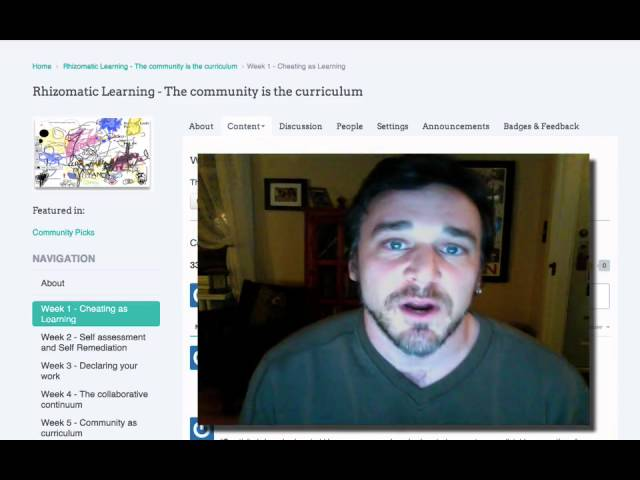 Home › Rhizomatic Learning - The community is the curriculum › Week 1 - Cheating as Learning
Rhizomatic Learning - The community is the curriculum
About Content Discussion People Settings Announcements Badges & Feedback
Featured in:
Community Picks
NAVIGATION
About
Week 1 - Cheating as
Learning
Week 2 - Self assessment
and Self Remediation
Week 3 - Declaring your
work
Week 4 - The collaborative
continuum
Week 5 - Community as
curriculum
0